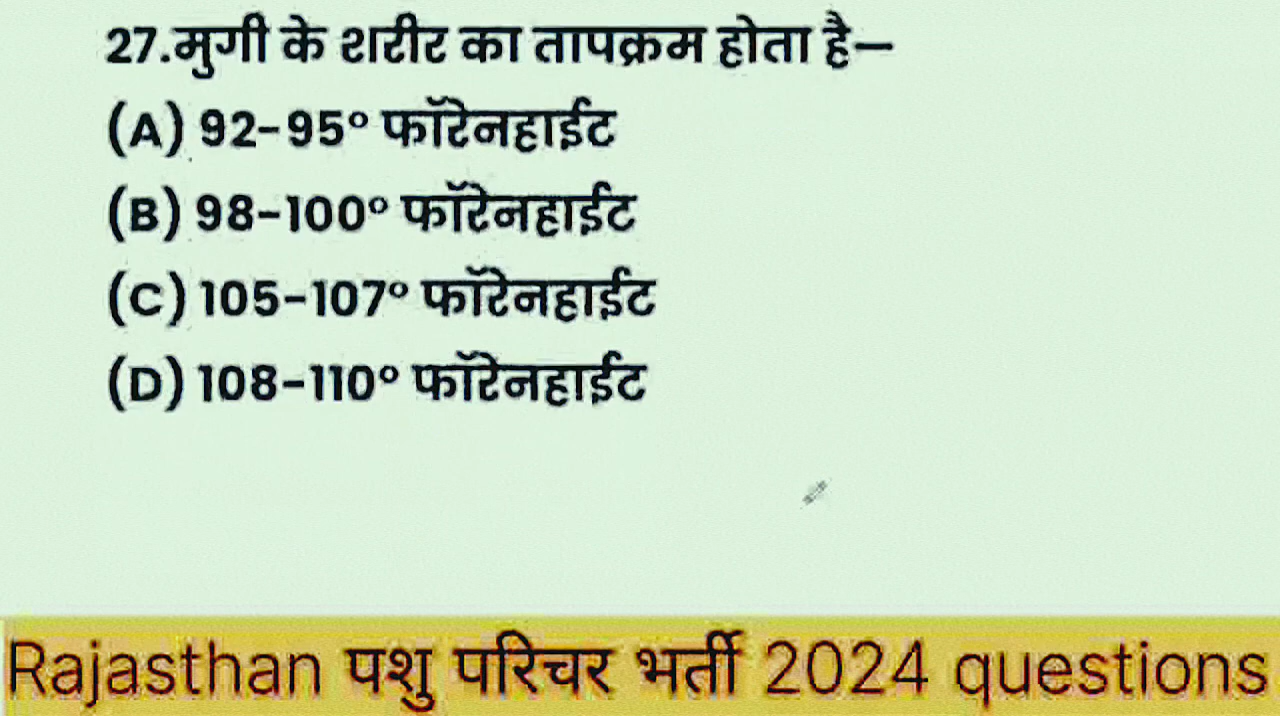 27.मुगी के शरीर का तापक्रम होता है–
(A) 92-95° फॉरेनहाईट
(B) 98-100° फॉरेनहाईट
(C) 105-107° फॉरेनहाईट
(D) 108-110° फॉरेनहाईट
Rajasthan पशु परिचर भर्ती 2024 questions